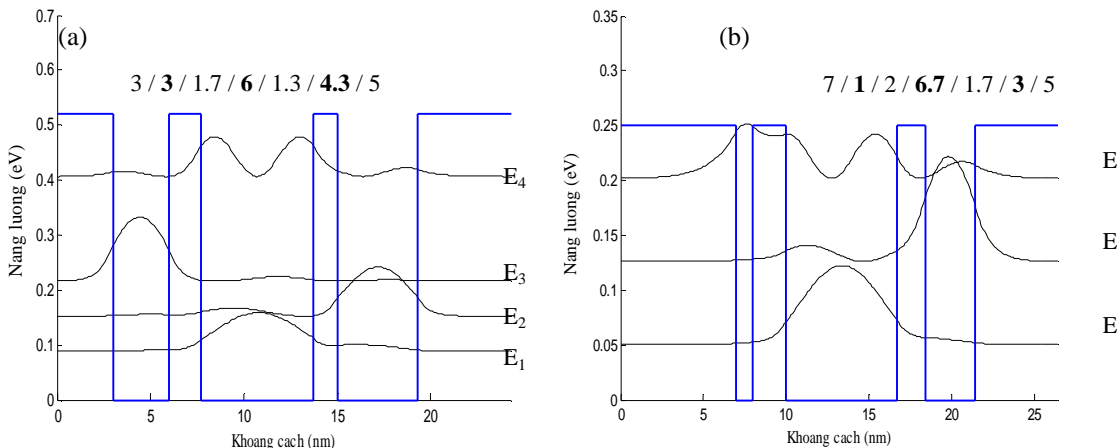 (a)
3 / 3 / 1.7 / 6 / 1.3 / 4.3 / 5
Nang luong (eV)
0.7
0.6
0.5
0.4
0.3
0.2
0.1
0
E4
E3
E2
E1
0 5 10 15 20
Khoang cach (nm)
(b)
7 / 1 / 2 / 6.7 / 1.7 / 3 / 5
Nang luong (eV)
0.35
0.3
0.25
0.2
0.15
0.1
0.05
0
E
E
E
0 5 10 15 20 25
Khoang cach (nm)